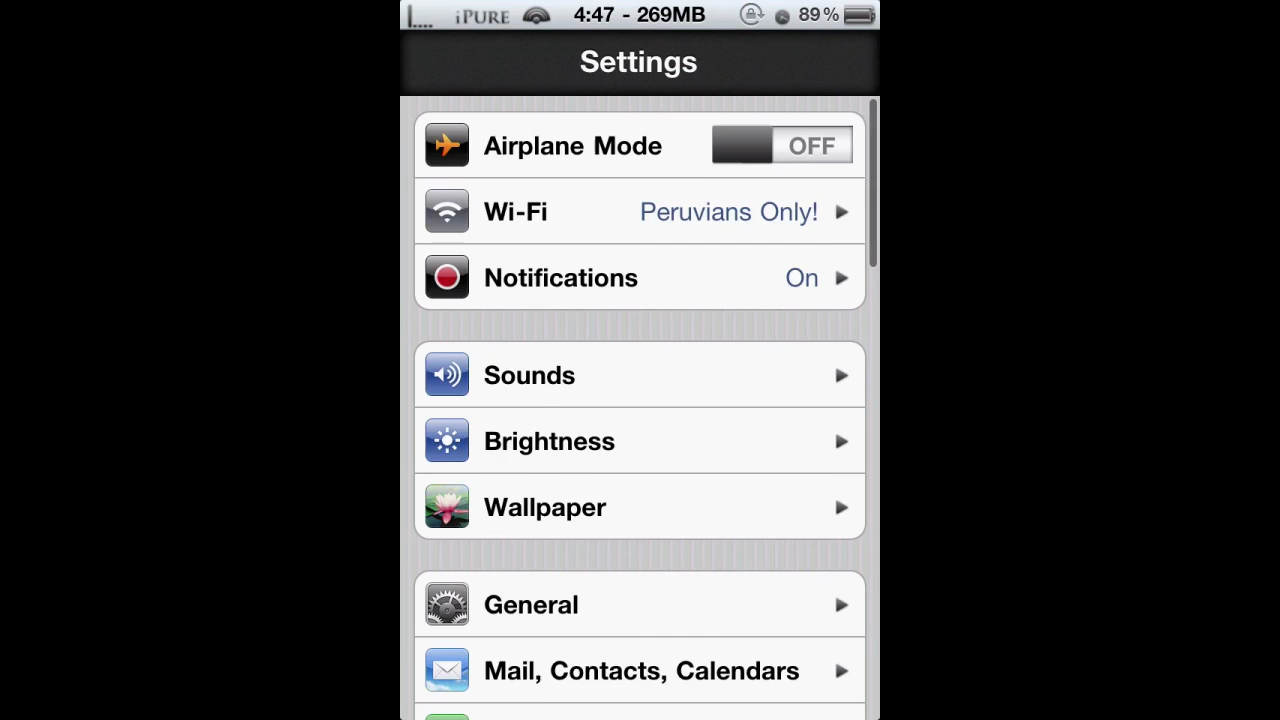 iPURE 4:47 - 269MB 89%
Settings
Airplane Mode OFF
Wi-Fi Peruvians Only!
Notifications On
Sounds
Brightness
Wallpaper
General
Mail, Contacts, Calendars